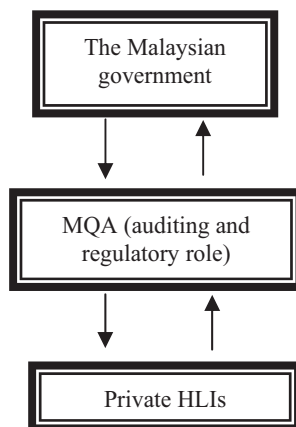 The Malaysian
government
MQA (auditing and
regulatory role)
Private HLIs